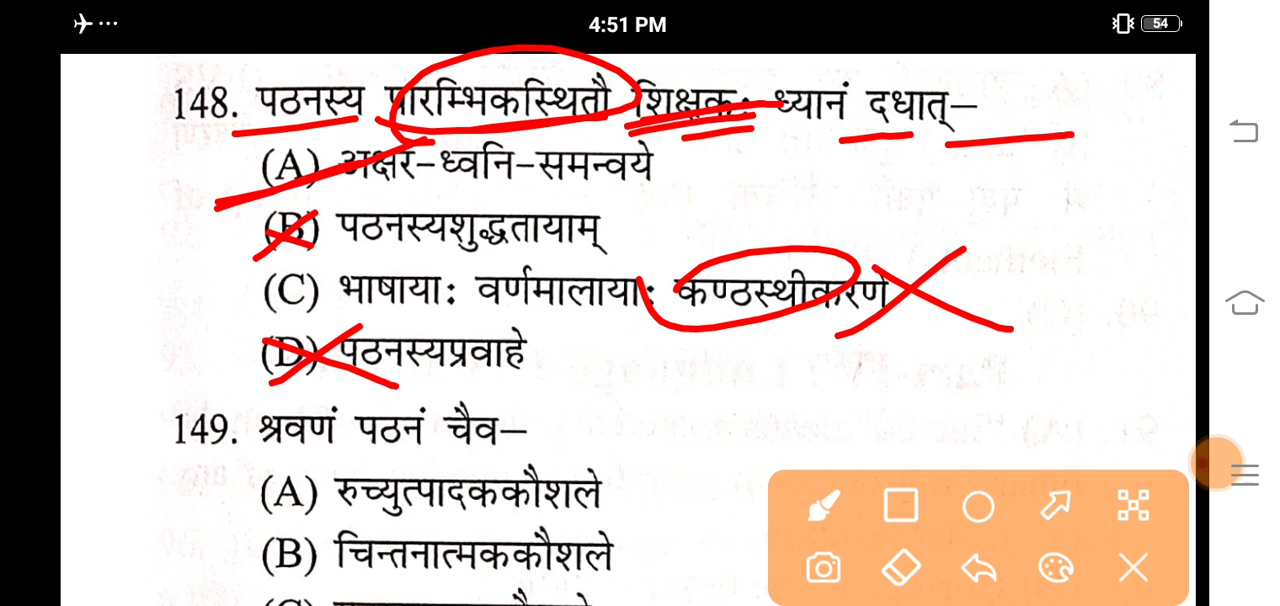 4:51 PM
54
148. पठनस्य प्रारम्भिकस्थितौ शिक्षकः ध्यानं दधात्–
(A) अक्षर-ध्वनि-समन्वये
(B) पठनस्यशुद्धतायाम्
(C) भाषायाः वर्णमालायाः कण्ठस्थीकरणे
(D) पठनस्यप्रवाहे
149. श्रवणं पठनं चैव–
(A) रुच्युत्पादककौशले
(B) चिन्तनात्मककौशले